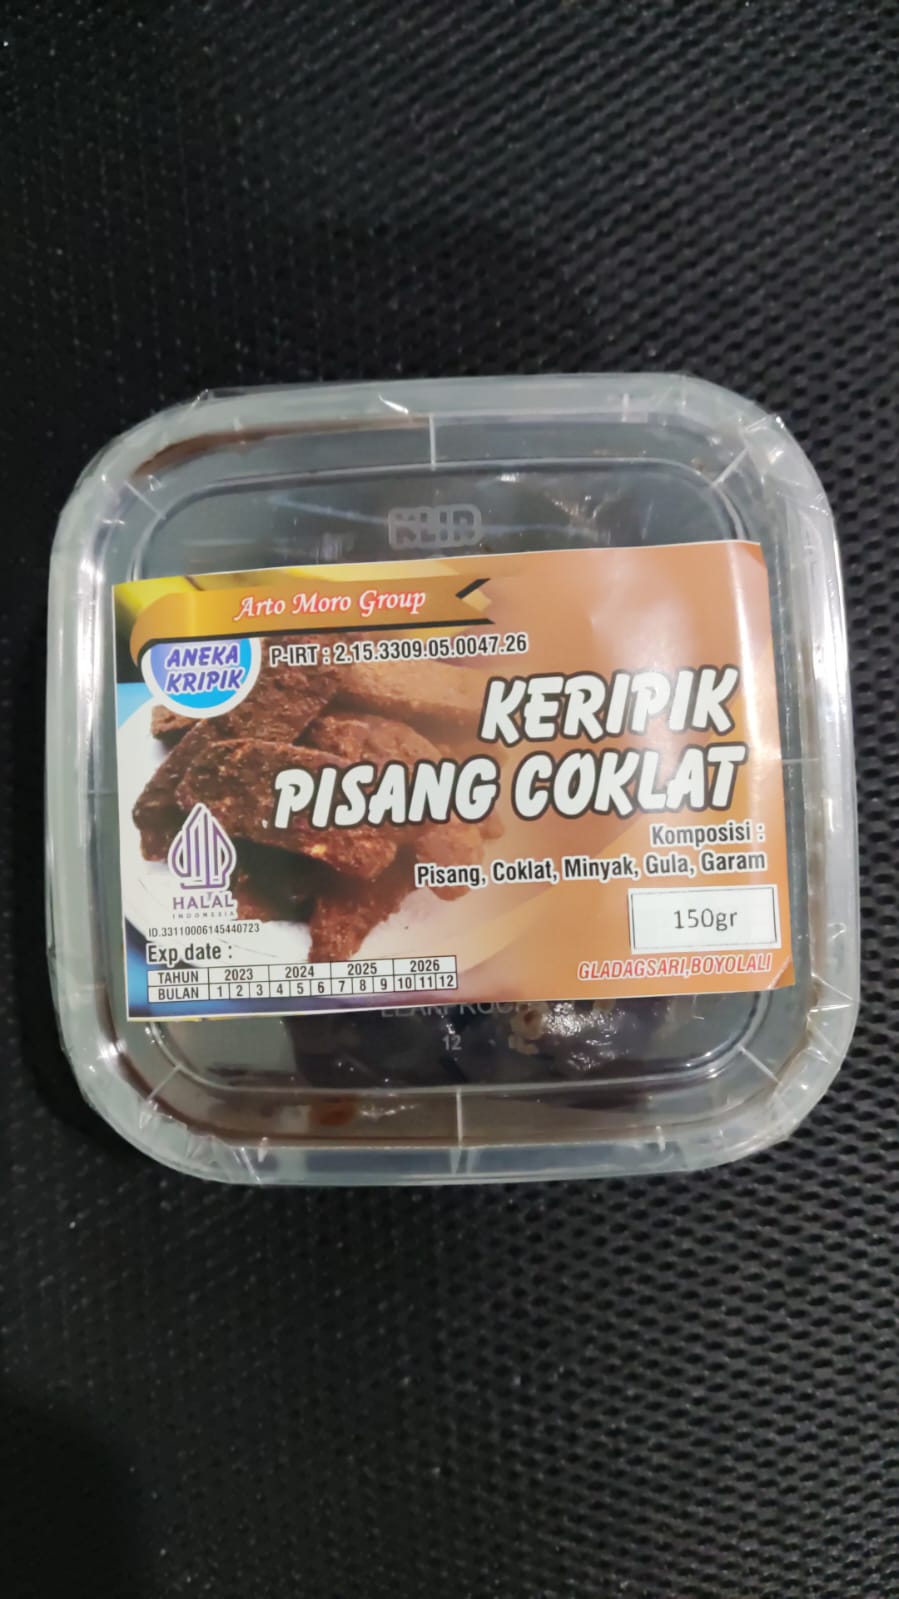 KLIR
Arto Moro Group
ANEKA
KRIPIK
P-IRT : 2.15.3309.05.0047.26
KERIPIK
PISANG COKLAT
Komposisi :
Pisang, Coklat, Minyak, Gula, Garam
150gr
HALAL
INDONESIA
ID.33110006145440723
Exp date :
TAHUN 2023 2024 2025 2026
BULAN 1 2 3 4 5 6 7 8 9 10 11 12
GLADAGSARI,BOYOLALI
12